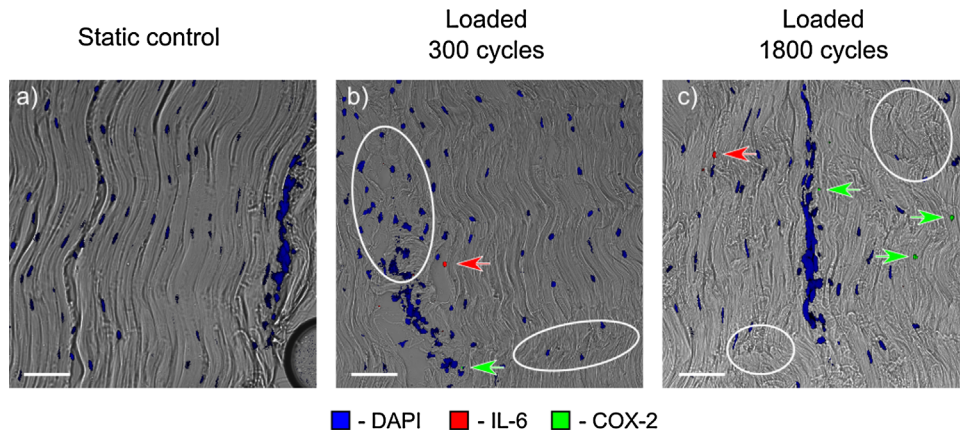 Static control
Loaded
300 cycles
Loaded
1800 cycles
a)
b)
c)
- DAPI
- IL-6
- COX-2